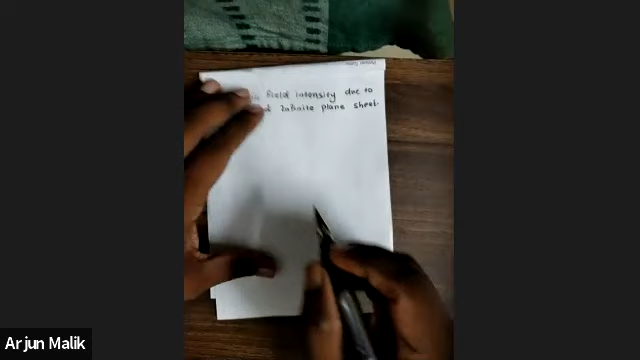 field intensity due to
Infinite plane sheet.
Arjun Malik